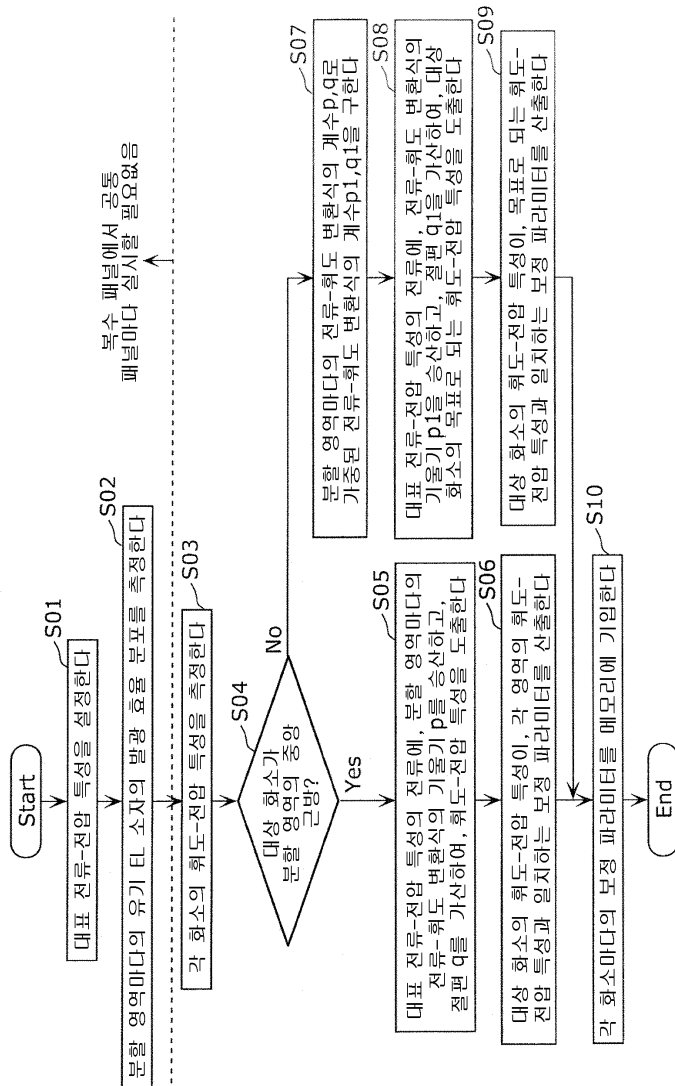 Start
S01
대표 전류-전압 특성을 설정한다
S02
분할 영역마다의 유기 EL 소자의 발광 효율 분포를 측정한다
복수 패널에서 공통
패널마다 실시할 필요없음
S03
각 화소의 휘도-전압 특성을 측정한다
S04
대상 화소가
분할 영역의 중앙
근방?
Yes
No
S05
대표 전류-전압 특성의 전류에, 분할 영역마다의
전류-휘도 변환식의 기울기 p를 승산하고,
절편 q를 가산하여, 휘도-전압 특성을 도출한다
S06
대상 화소의 휘도-전압 특성이, 각 영역의 휘도-
전압 특성과 일치하는 보정 파라미터를 산출한다
S07
분할 영역마다의 전류-휘도 변환식의 계수p,q로
가중된 전류-휘도 변환식의 계수p1,q1을 구한다
S08
대표 전류-전압 특성의 전류에, 전류-휘도 변환식의
기울기 p1을 승산하고, 절편 q1을 가산하여, 대상
화소의 목표로 되는 휘도-전압 특성을 도출한다
S09
대상 화소의 휘도-전압 특성이, 목표로 되는 휘도-
전압 특성과 일치하는 보정 파라미터를 산출한다
S10
각 화소마다의 보정 파라미터를 메모리에 기입한다
End